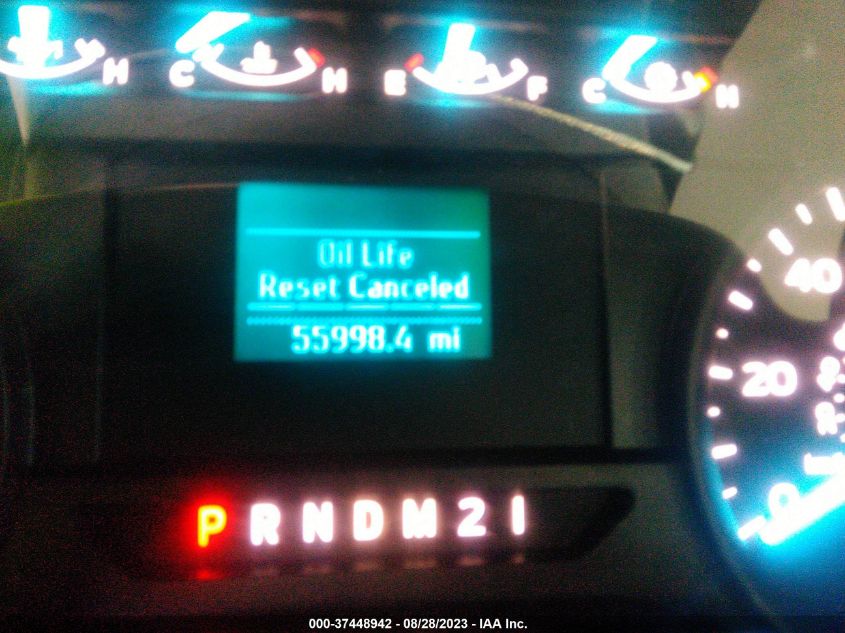 H C H E F C H
Oil Life
Reset Canceled
55998.4 mi
40
20
0
P R N D M 2 1
000-37448942 - 08/28/2023 - IAA Inc.